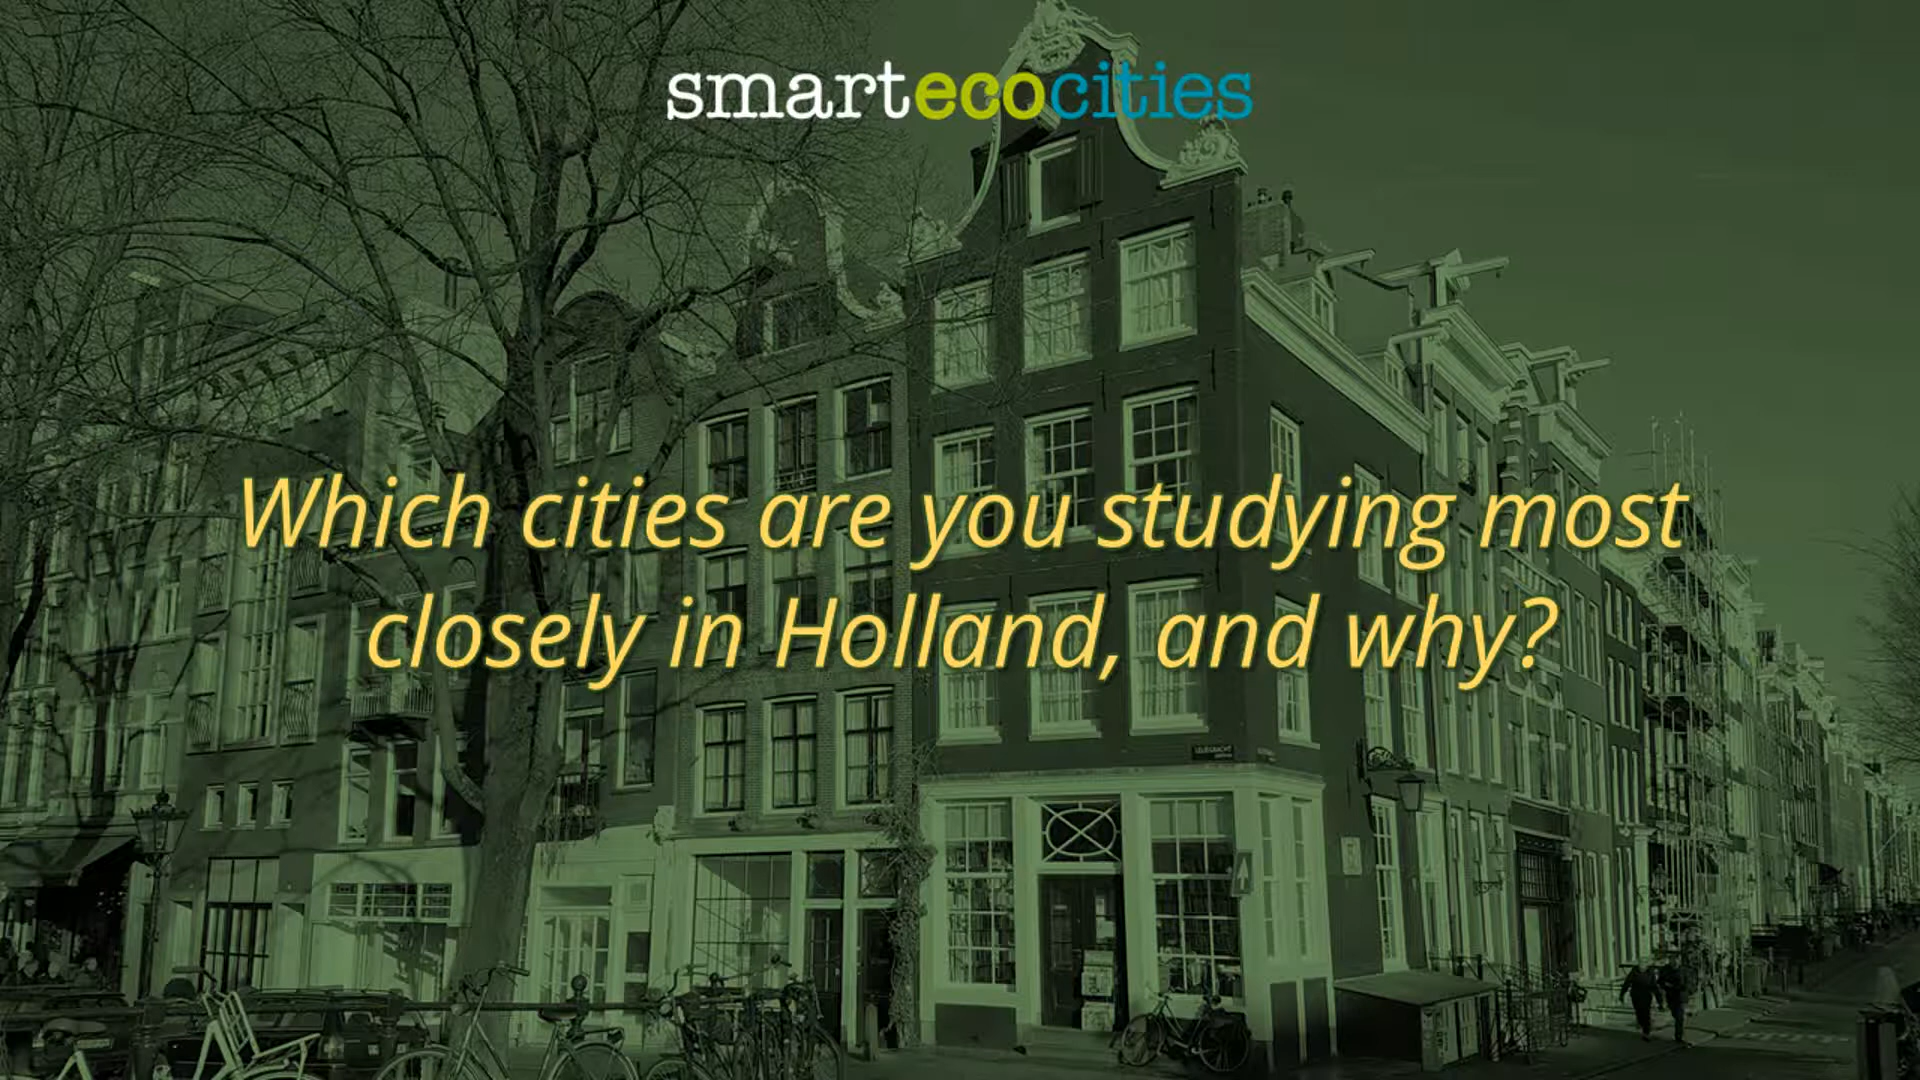 smartecocities
Which cities are you studying most
closely in Holland, and why?